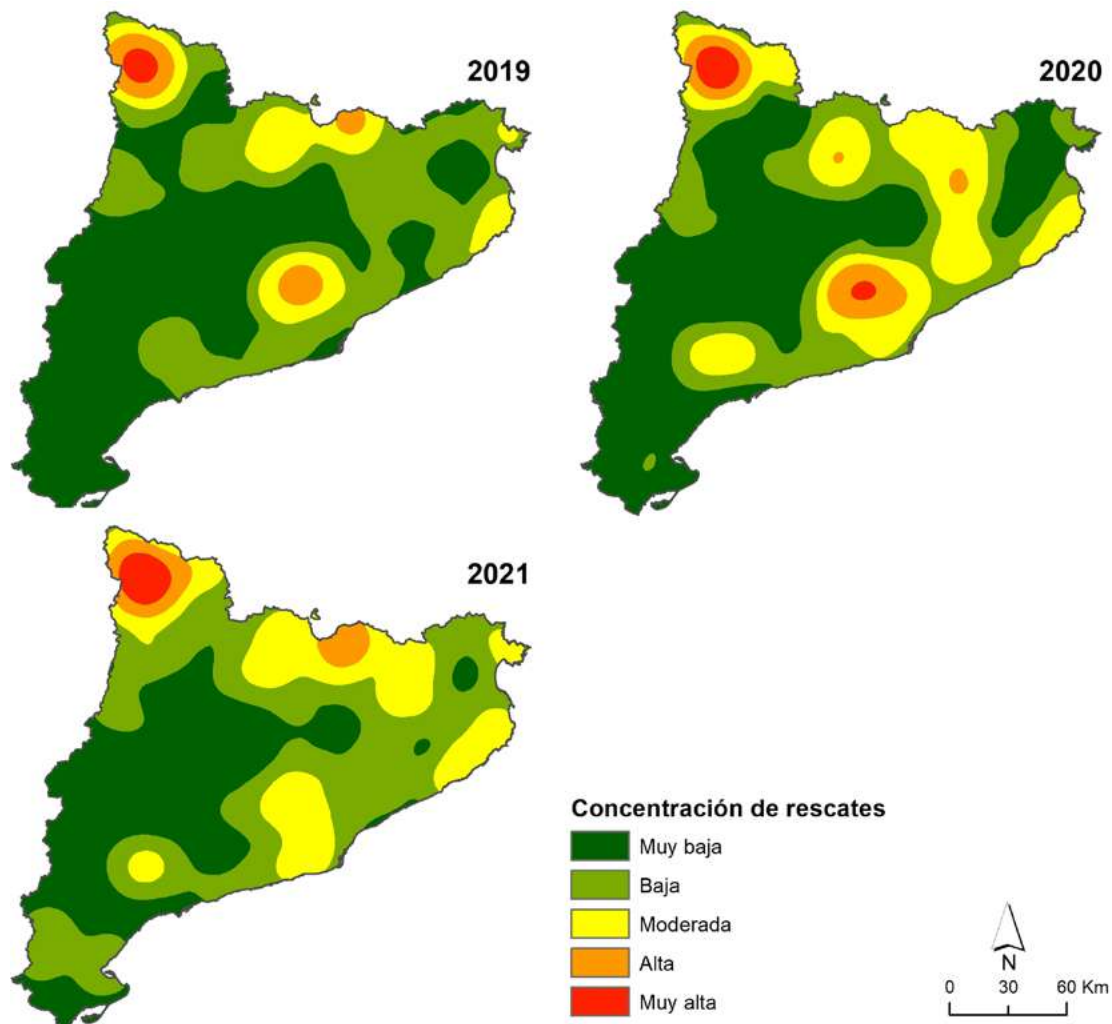 2019
2020
2021
Concentración de rescates
Muy baja
Baja
Moderada
Alta
Muy alta
N
0 30 60 Km